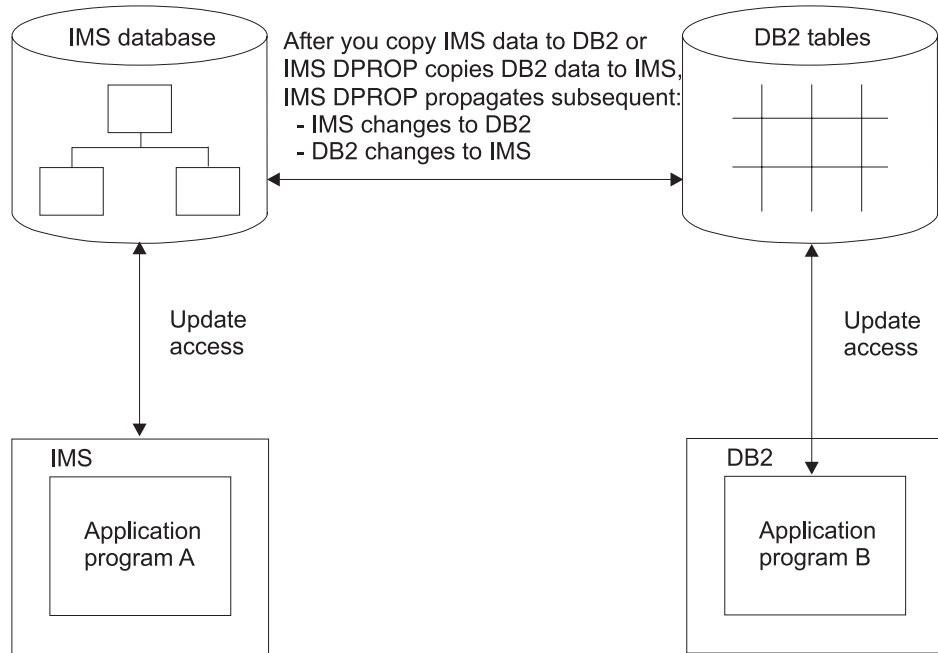 IMS database
After you copy IMS data to DB2 or
IMS DPROP copies DB2 data to IMS,
IMS DPROP propagates subsequent:
- IMS changes to DB2
- DB2 changes to IMS
DB2 tables
Update
access
Update
access
IMS
Application
program A
DB2
Application
program B